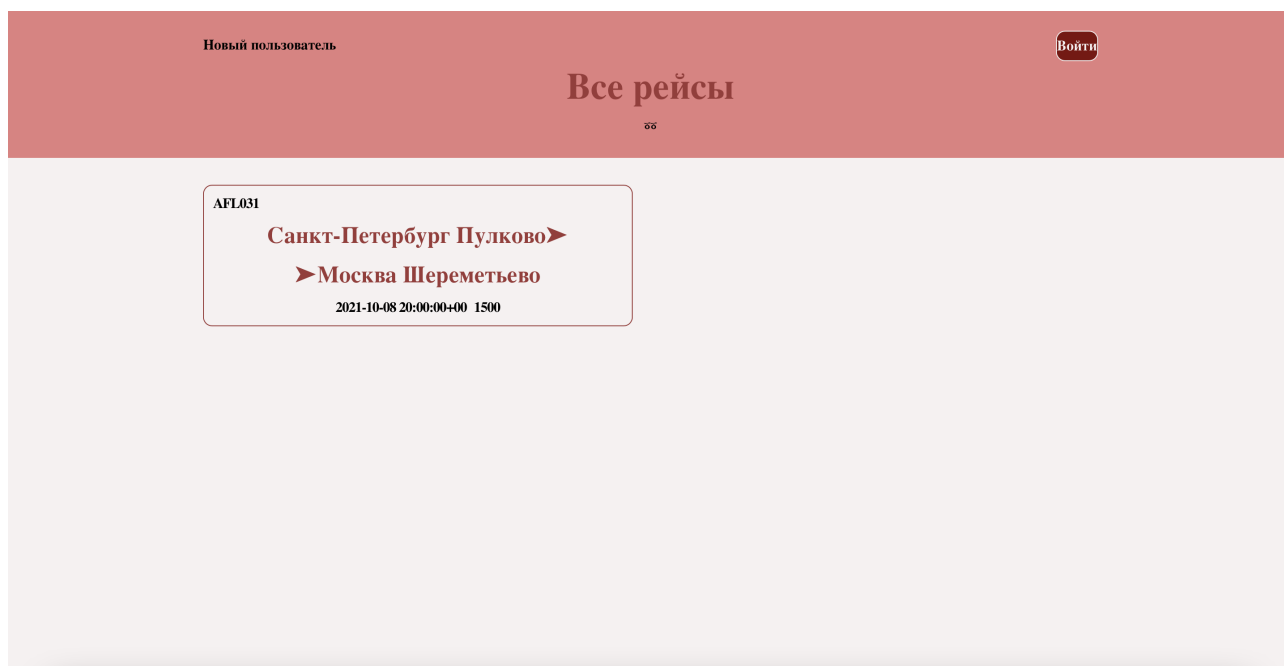 Новый пользователь
Войти
Все рейсы
AFL031
Санкт-Петербург Пулково➤
➤Москва Шереметьево
2021-10-08 20:00:00+00 1500